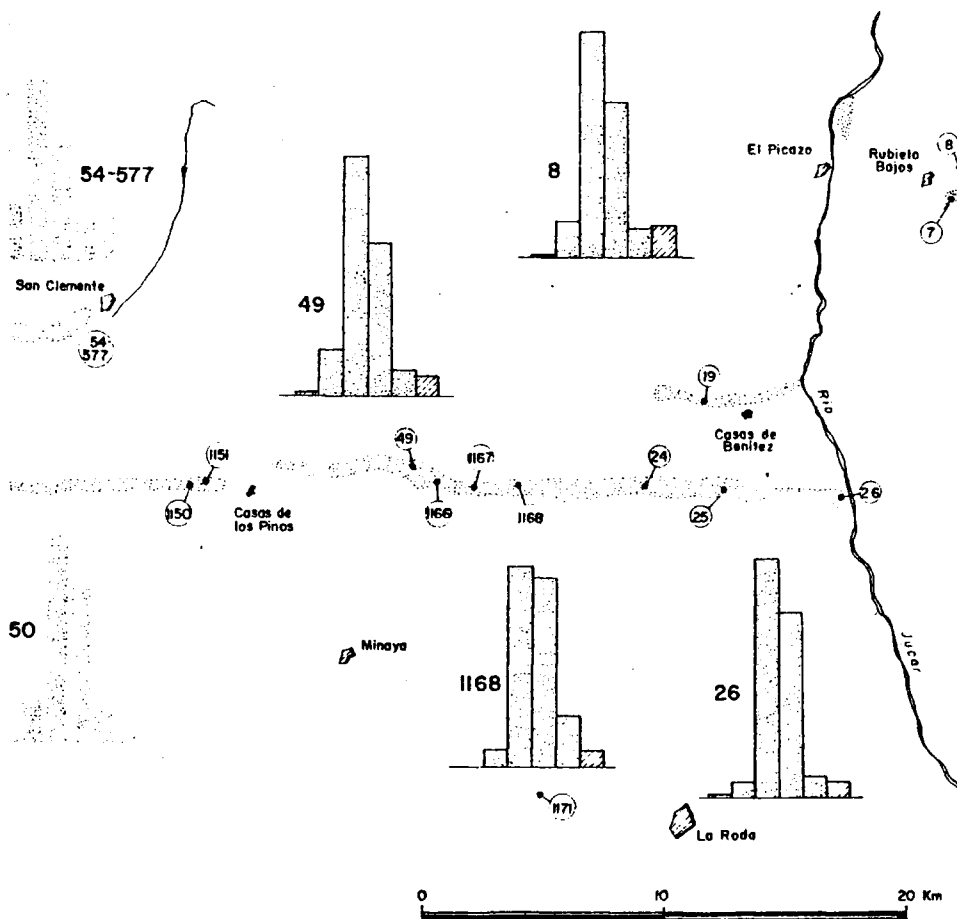 8
El Picazo
Rubielo
Bajos
8
7
54-577
San Clemente
54-
577
49
19
Casas de
Benitez
Río
1151
49
1167
24
1150
Casas de
los Pinos
1166
1168
25
26
50
Minaya
1168
26
Jucar
1171
La Roda
0
10
20 Km